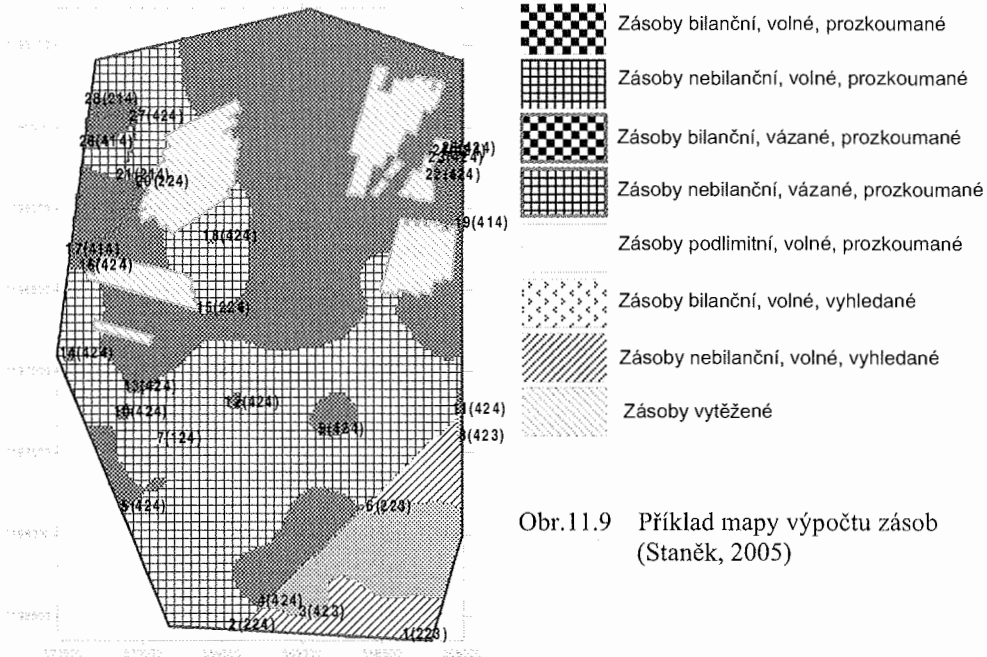 Zásoby bilanční, volné, prozkoumané
Zásoby nebilanční, volné, prozkoumané
Zásoby bilanční, vázané, prozkoumané
Zásoby nebilanční, vázané, prozkoumané
Zásoby podlimitní, volné, prozkoumané
Zásoby bilanční, volné, vyhledané
Zásoby nebilanční, volné, vyhledané
Zásoby vytěžené
Obr.11.9 Příklad mapy výpočtu zásob
(Staněk, 2005)
28(214)
27(424)
26(414)
21(214)
20(224)
22(424)
19(414)
18(424)
17(414)
16(424)
15(224)
14(424)
13(424)
12(424)
10(424)
11(424)
9(424)
8(423)
7(124)
5(424)
6(223)
4(424)
3(423)
2(224)
1(223)